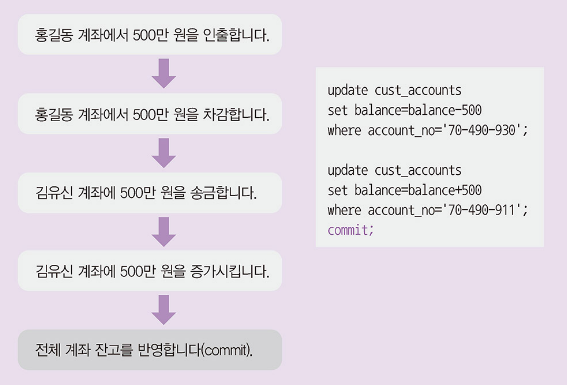 홍길동 계좌에서 500만 원을 인출합니다.
홍길동 계좌에서 500만 원을 차감합니다.
김유신 계좌에 500만 원을 송금합니다.
김유신 계좌에 500만 원을 증가시킵니다.
전체 계좌 잔고를 반영합니다(commit).
update cust_accounts
set balance=balance-500
where account_no='70-490-930';
update cust_accounts
set balance=balance+500
where account_no='70-490-911';
commit;